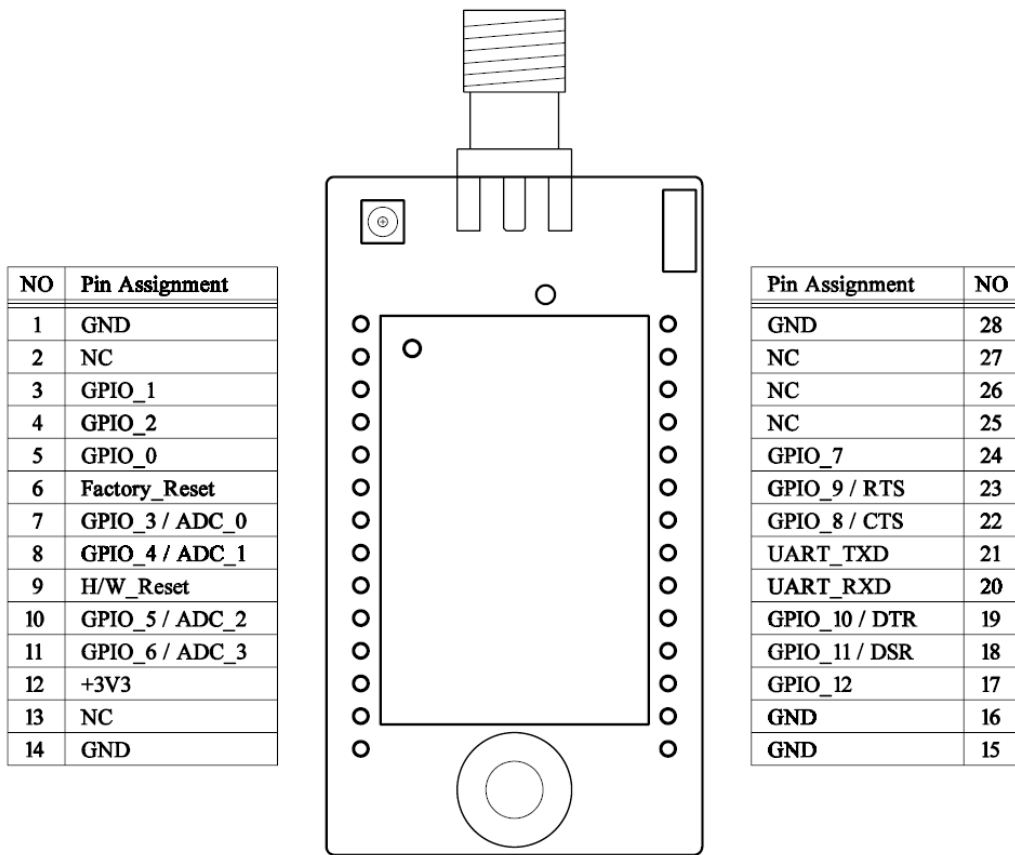 NO Pin Assignment
1 GND
2 NC
3 GPIO_1
4 GPIO_2
5 GPIO_0
6 Factory_Reset
7 GPIO_3 / ADC_0
8 GPIO_4 / ADC_1
9 H/W_Reset
10 GPIO_5 / ADC_2
11 GPIO_6 / ADC_3
12 +3V3
13 NC
14 GND
Pin Assignment NO
GND 28
NC 27
NC 26
NC 25
GPIO_7 24
GPIO_9 / RTS 23
GPIO_8 / CTS 22
UART_TXD 21
UART_RXD 20
GPIO_10 / DTR 19
GPIO_11 / DSR 18
GPIO_12 17
GND 16
GND 15